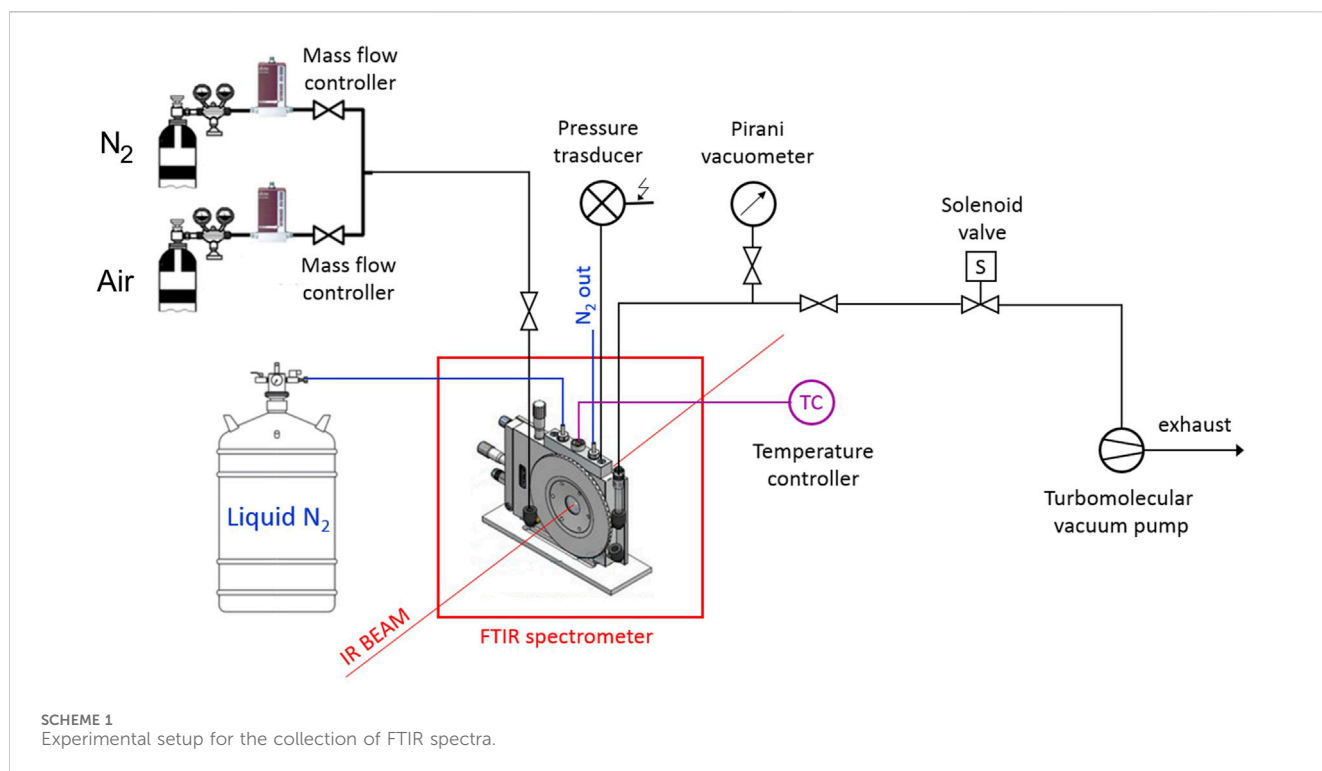 Mass flow
controller
N₂
Air
Mass flow
controller
Pressure
trasducer
Pirani
vacuometer
Solenoid
valve
S
N₂ out
Liquid N₂
TC
Temperature
controller
exhaust
Turbomolecular
vacuum pump
IR BEAM
FTIR spectrometer
SCHEME 1
Experimental setup for the collection of FTIR spectra.